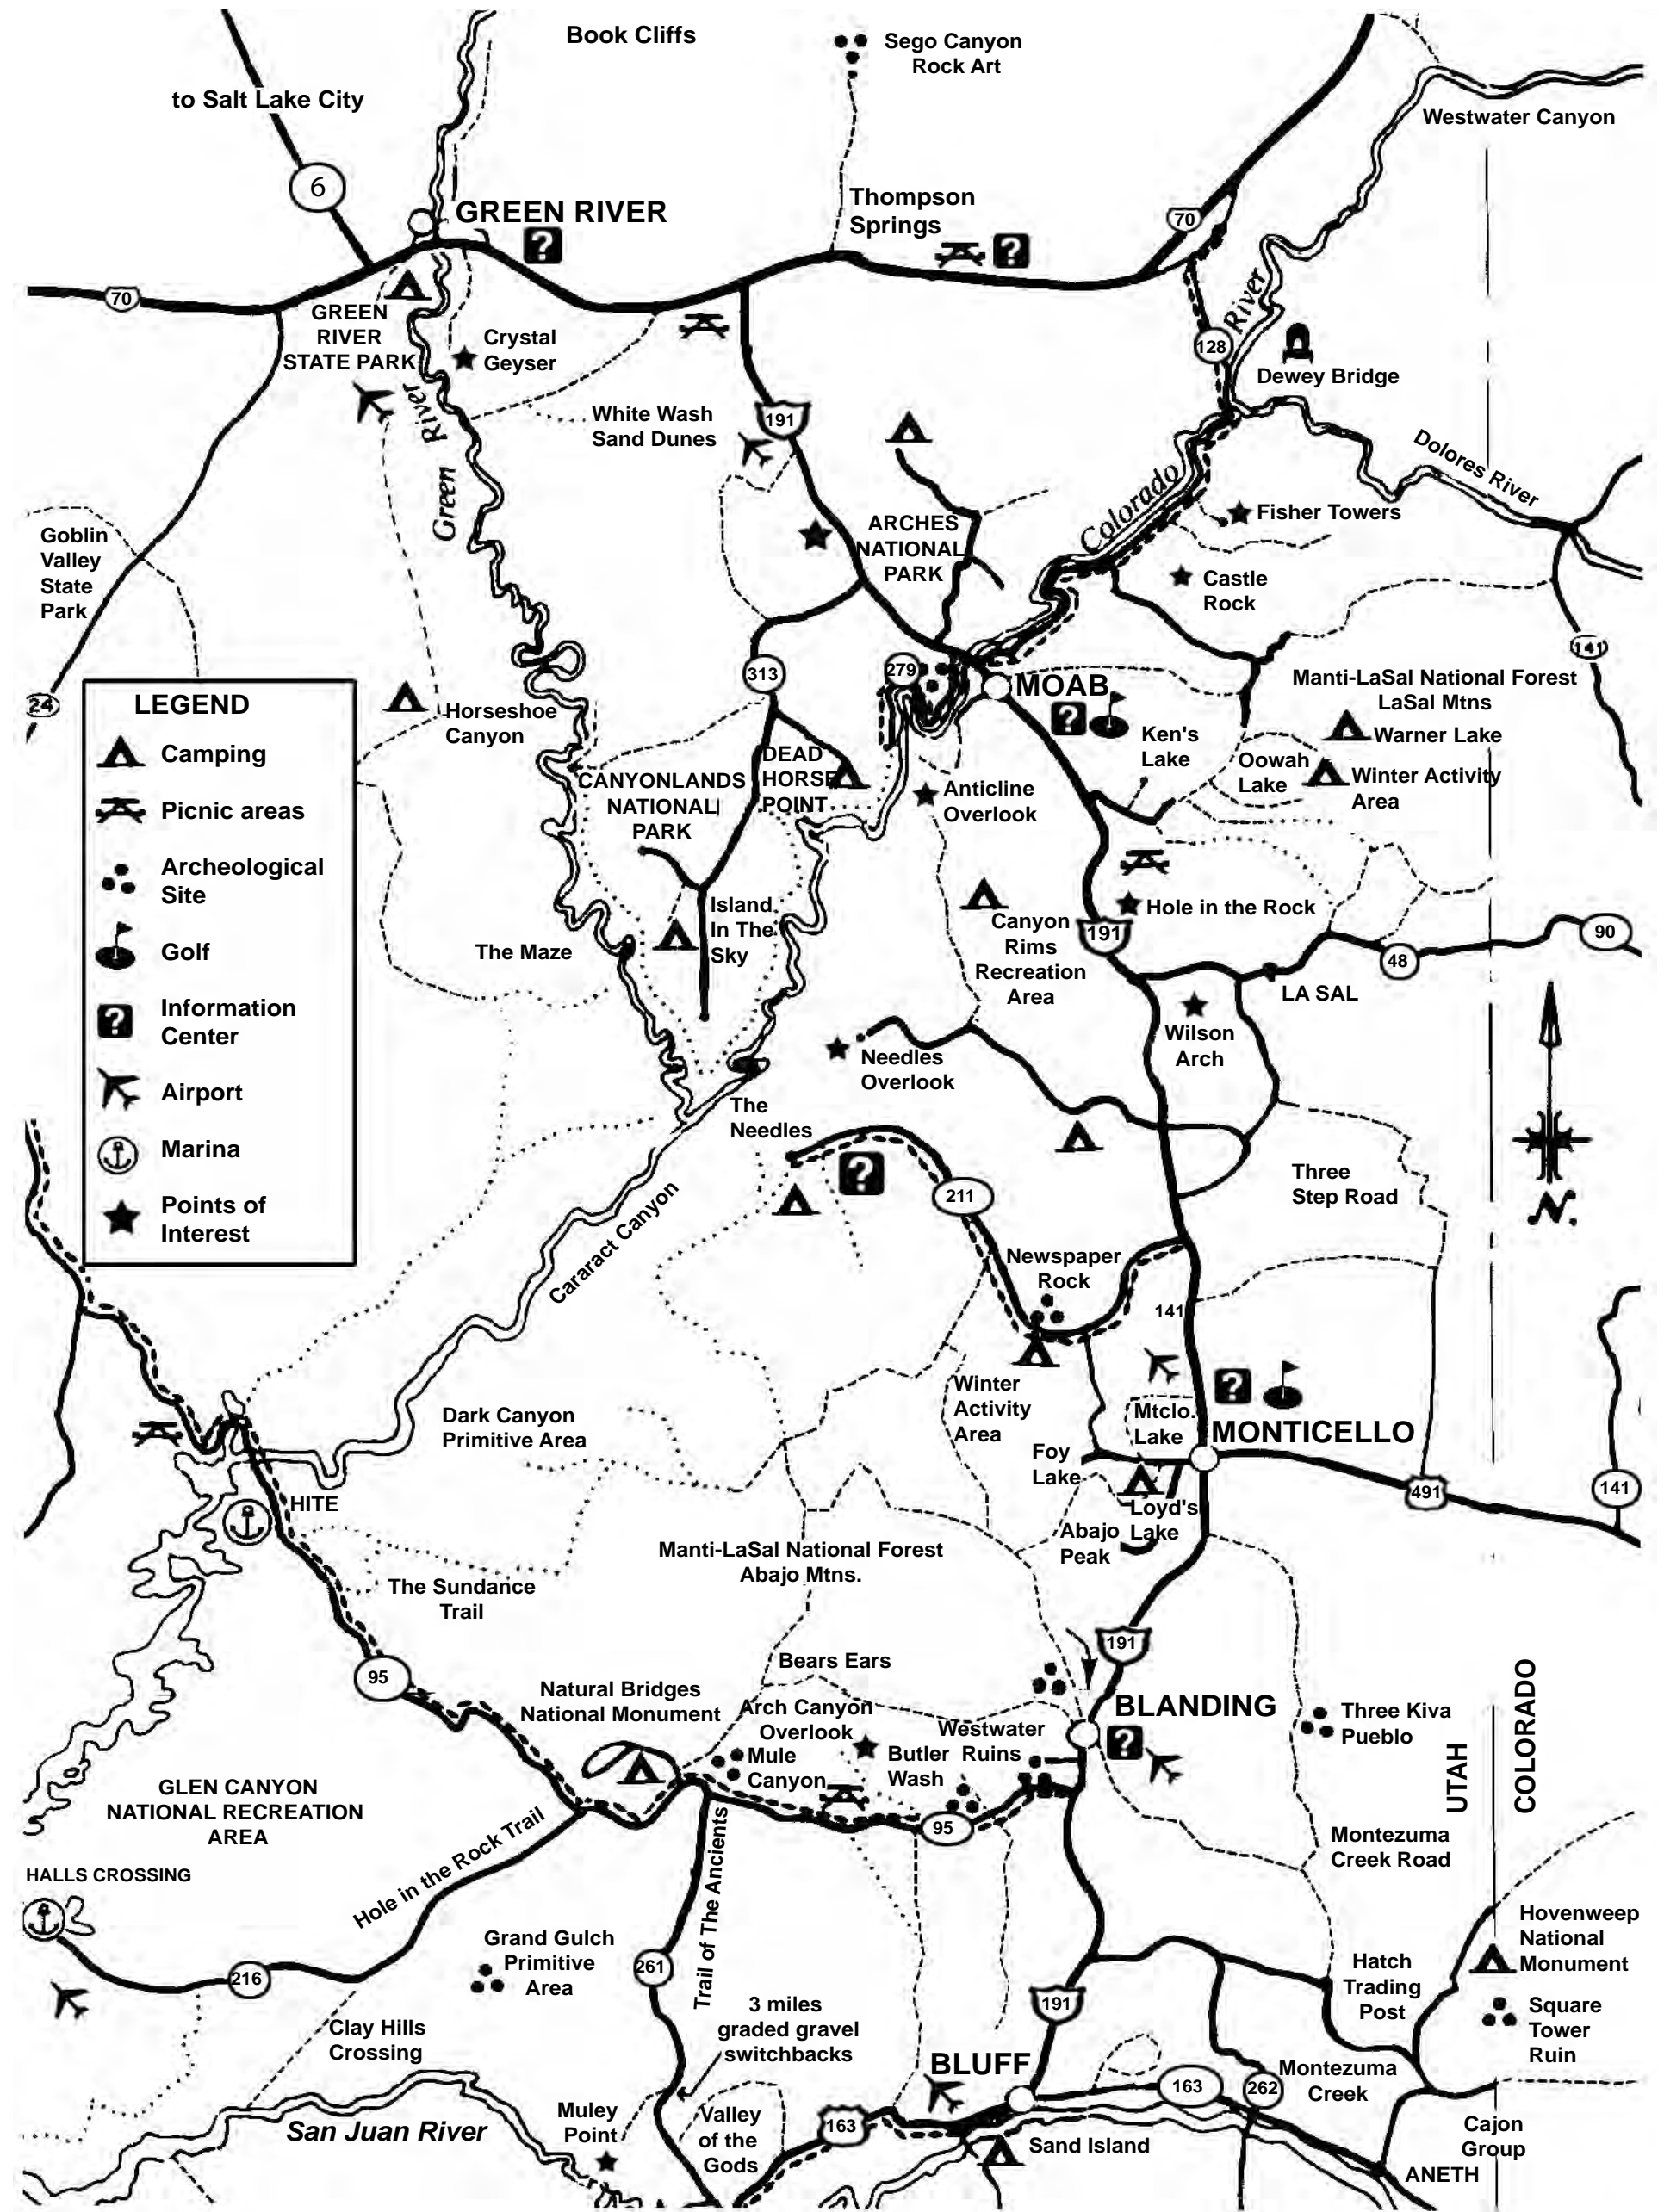 Book Cliffs
Sego Canyon
Rock Art
to Salt Lake City
Westwater Canyon
6
GREEN RIVER
?
Thompson
Springs
?
70
70
GREEN
RIVER
STATE PARK
Crystal
Geyser
River
128
Dewey Bridge
White Wash
Sand Dunes
191
Green River
Dolores River
Colorado
Goblin
Valley
State
Park
ARCHES
NATIONAL
PARK
Fisher Towers
Castle
Rock
141
24
313
279
MOAB
?
Manti-LaSal National Forest
LaSal Mtns
Warner Lake
Horseshoe
Canyon
Ken's
Lake
Oowah
Lake
Winter Activity
Area
LEGEND
Camping
Picnic areas
Archeological
Site
Golf
?
Information
Center
Airport
Marina
Points of
Interest
CANYONLANDS
NATIONAL
PARK
DEAD
HORSE
POINT
Anticline
Overlook
Island
In The
Sky
The Maze
Canyon
Rims
Recreation
Area
Hole in the Rock
191
90
48
LA SAL
Wilson
Arch
Needles
Overlook
The
Needles
?
211
Three
Step Road
N.
Cararact Canyon
Newspaper
Rock
141
?
Winter
Activity
Area
Mtclo.
Lake
MONTICELLO
Dark Canyon
Primitive Area
Foy
Lake
491
141
Loyd's
Lake
Abajo
Peak
HITE
Manti-LaSal National Forest
Abajo Mtns.
The Sundance
Trail
191
95
Bears Ears
Natural Bridges
National Monument
Arch Canyon
Overlook
BLANDING
?
Three Kiva
Pueblo
UTAH
COLORADO
Mule
Canyon
Westwater
Ruins
Butler
Wash
95
GLEN CANYON
NATIONAL RECREATION
AREA
Montezuma
Creek Road
HALLS CROSSING
Hole in the Rock Trail
Trail of The Ancients
Grand Gulch
Primitive
Area
261
216
Hovenweep
National
Monument
Hatch
Trading
Post
191
Square
Tower
Ruin
3 miles
graded gravel
switchbacks
Clay Hills
Crossing
BLUFF
163
262
Montezuma
Creek
San Juan River
Muley
Point
Valley
of the
Gods
163
Sand Island
Cajon
Group
ANETH